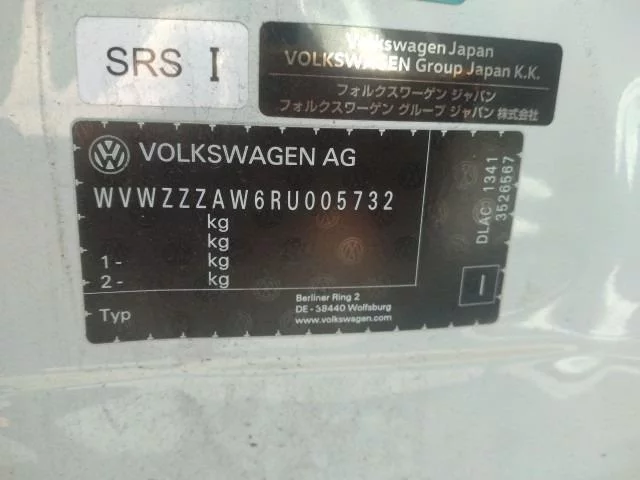 SRS I
Volkswagen Japan
VOLKSWAGEN Group Japan K.K.
フォルクスワーゲン ジャパン
フォルクスワーゲン グループ ジャパン 株式会社
VOLKSWAGEN AG
WVWZZZAW6RU005732
kg
kg
1 - kg
2 - kg
Typ
Berliner Ring 2
DE - 38440 Wolfsburg
www.volkswagen.com
DLAC 1341
3526567
I